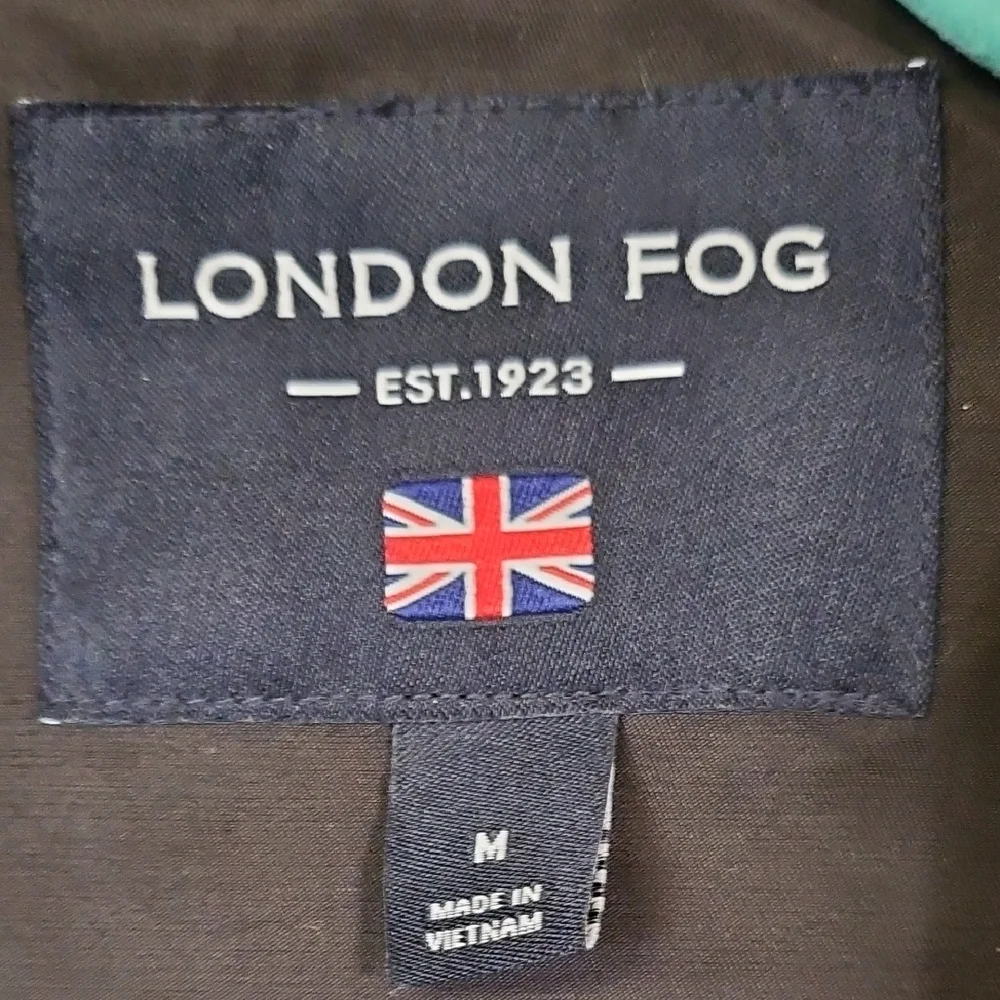 LONDON FOG
EST.1923
M
MADE IN
VIETNAM